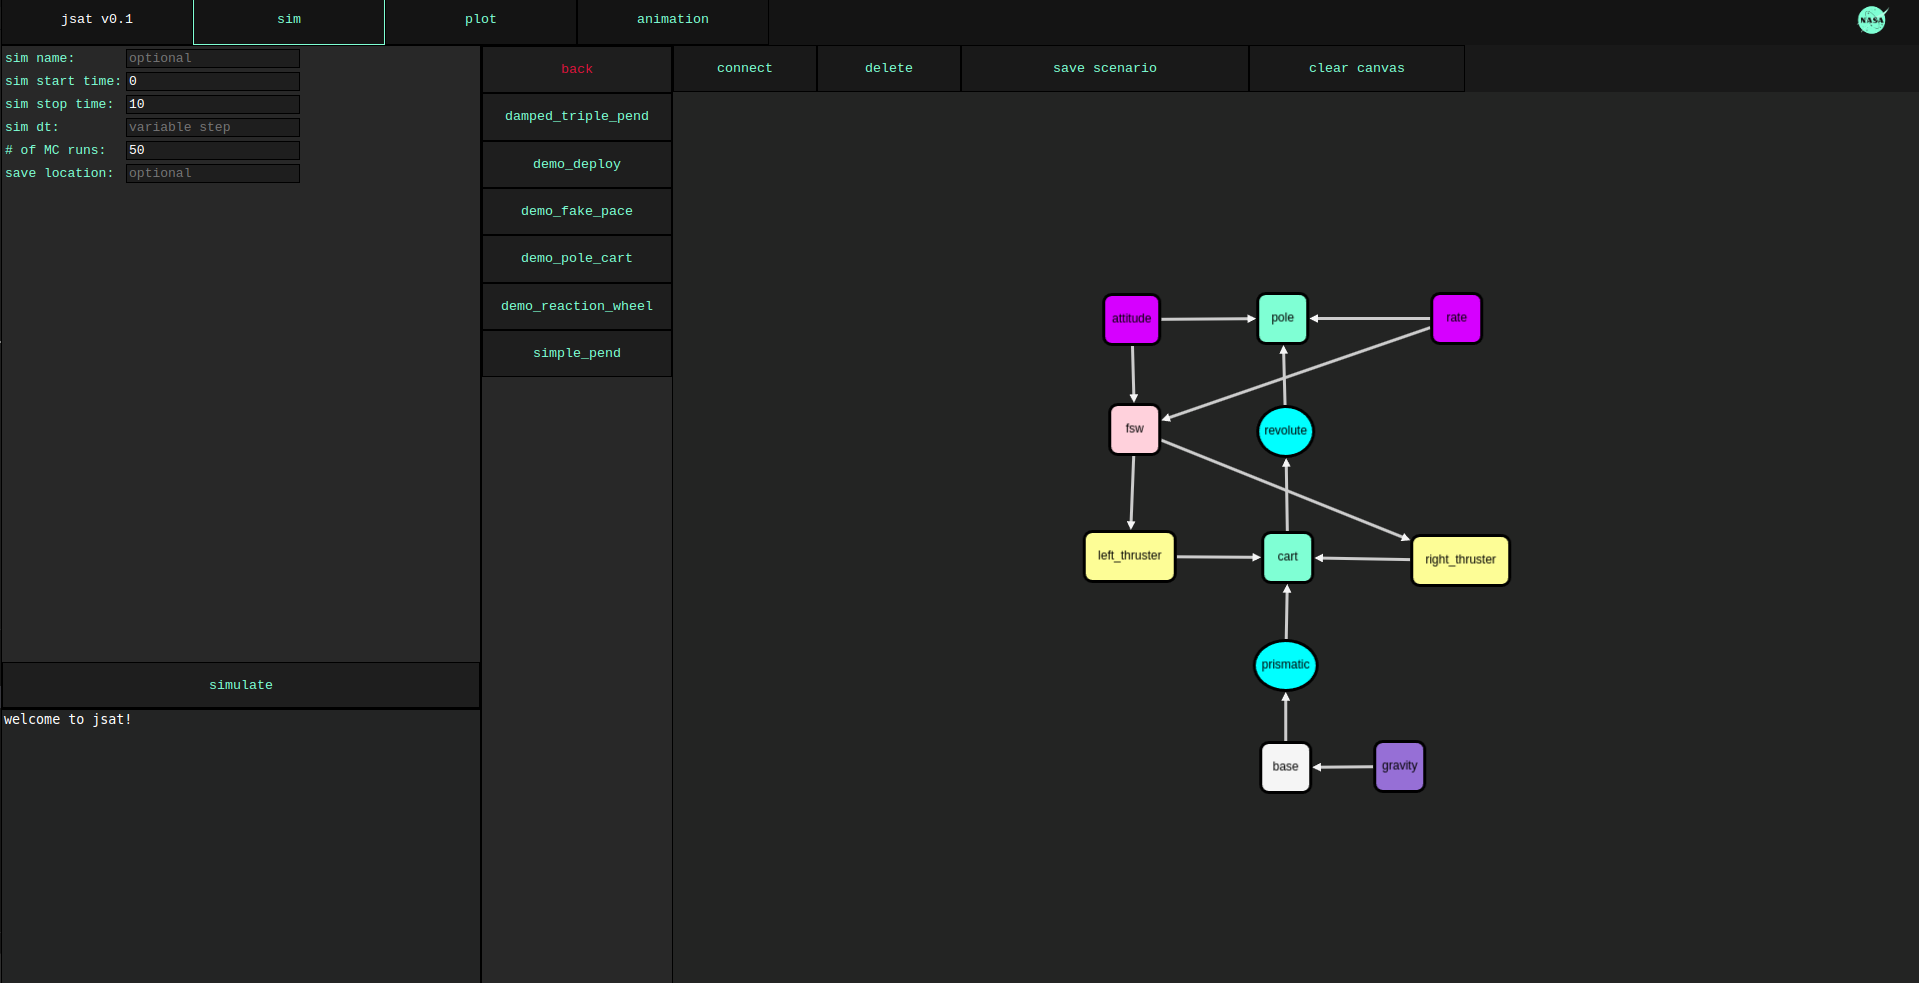 jsat v0.1
sim
plot
animation
NASA
sim name: optional
sim start time: 0
sim stop time: 10
sim dt: variable step
# of MC runs: 50
save location: optional
simulate
welcome to jsat!
back
damped_triple_pend
demo_deploy
demo_fake_pace
demo_pole_cart
demo_reaction_wheel
simple_pend
connect
delete
save scenario
clear canvas
attitude
pole
rate
fsw
revolute
left_thruster
cart
right_thruster
prismatic
base
gravity